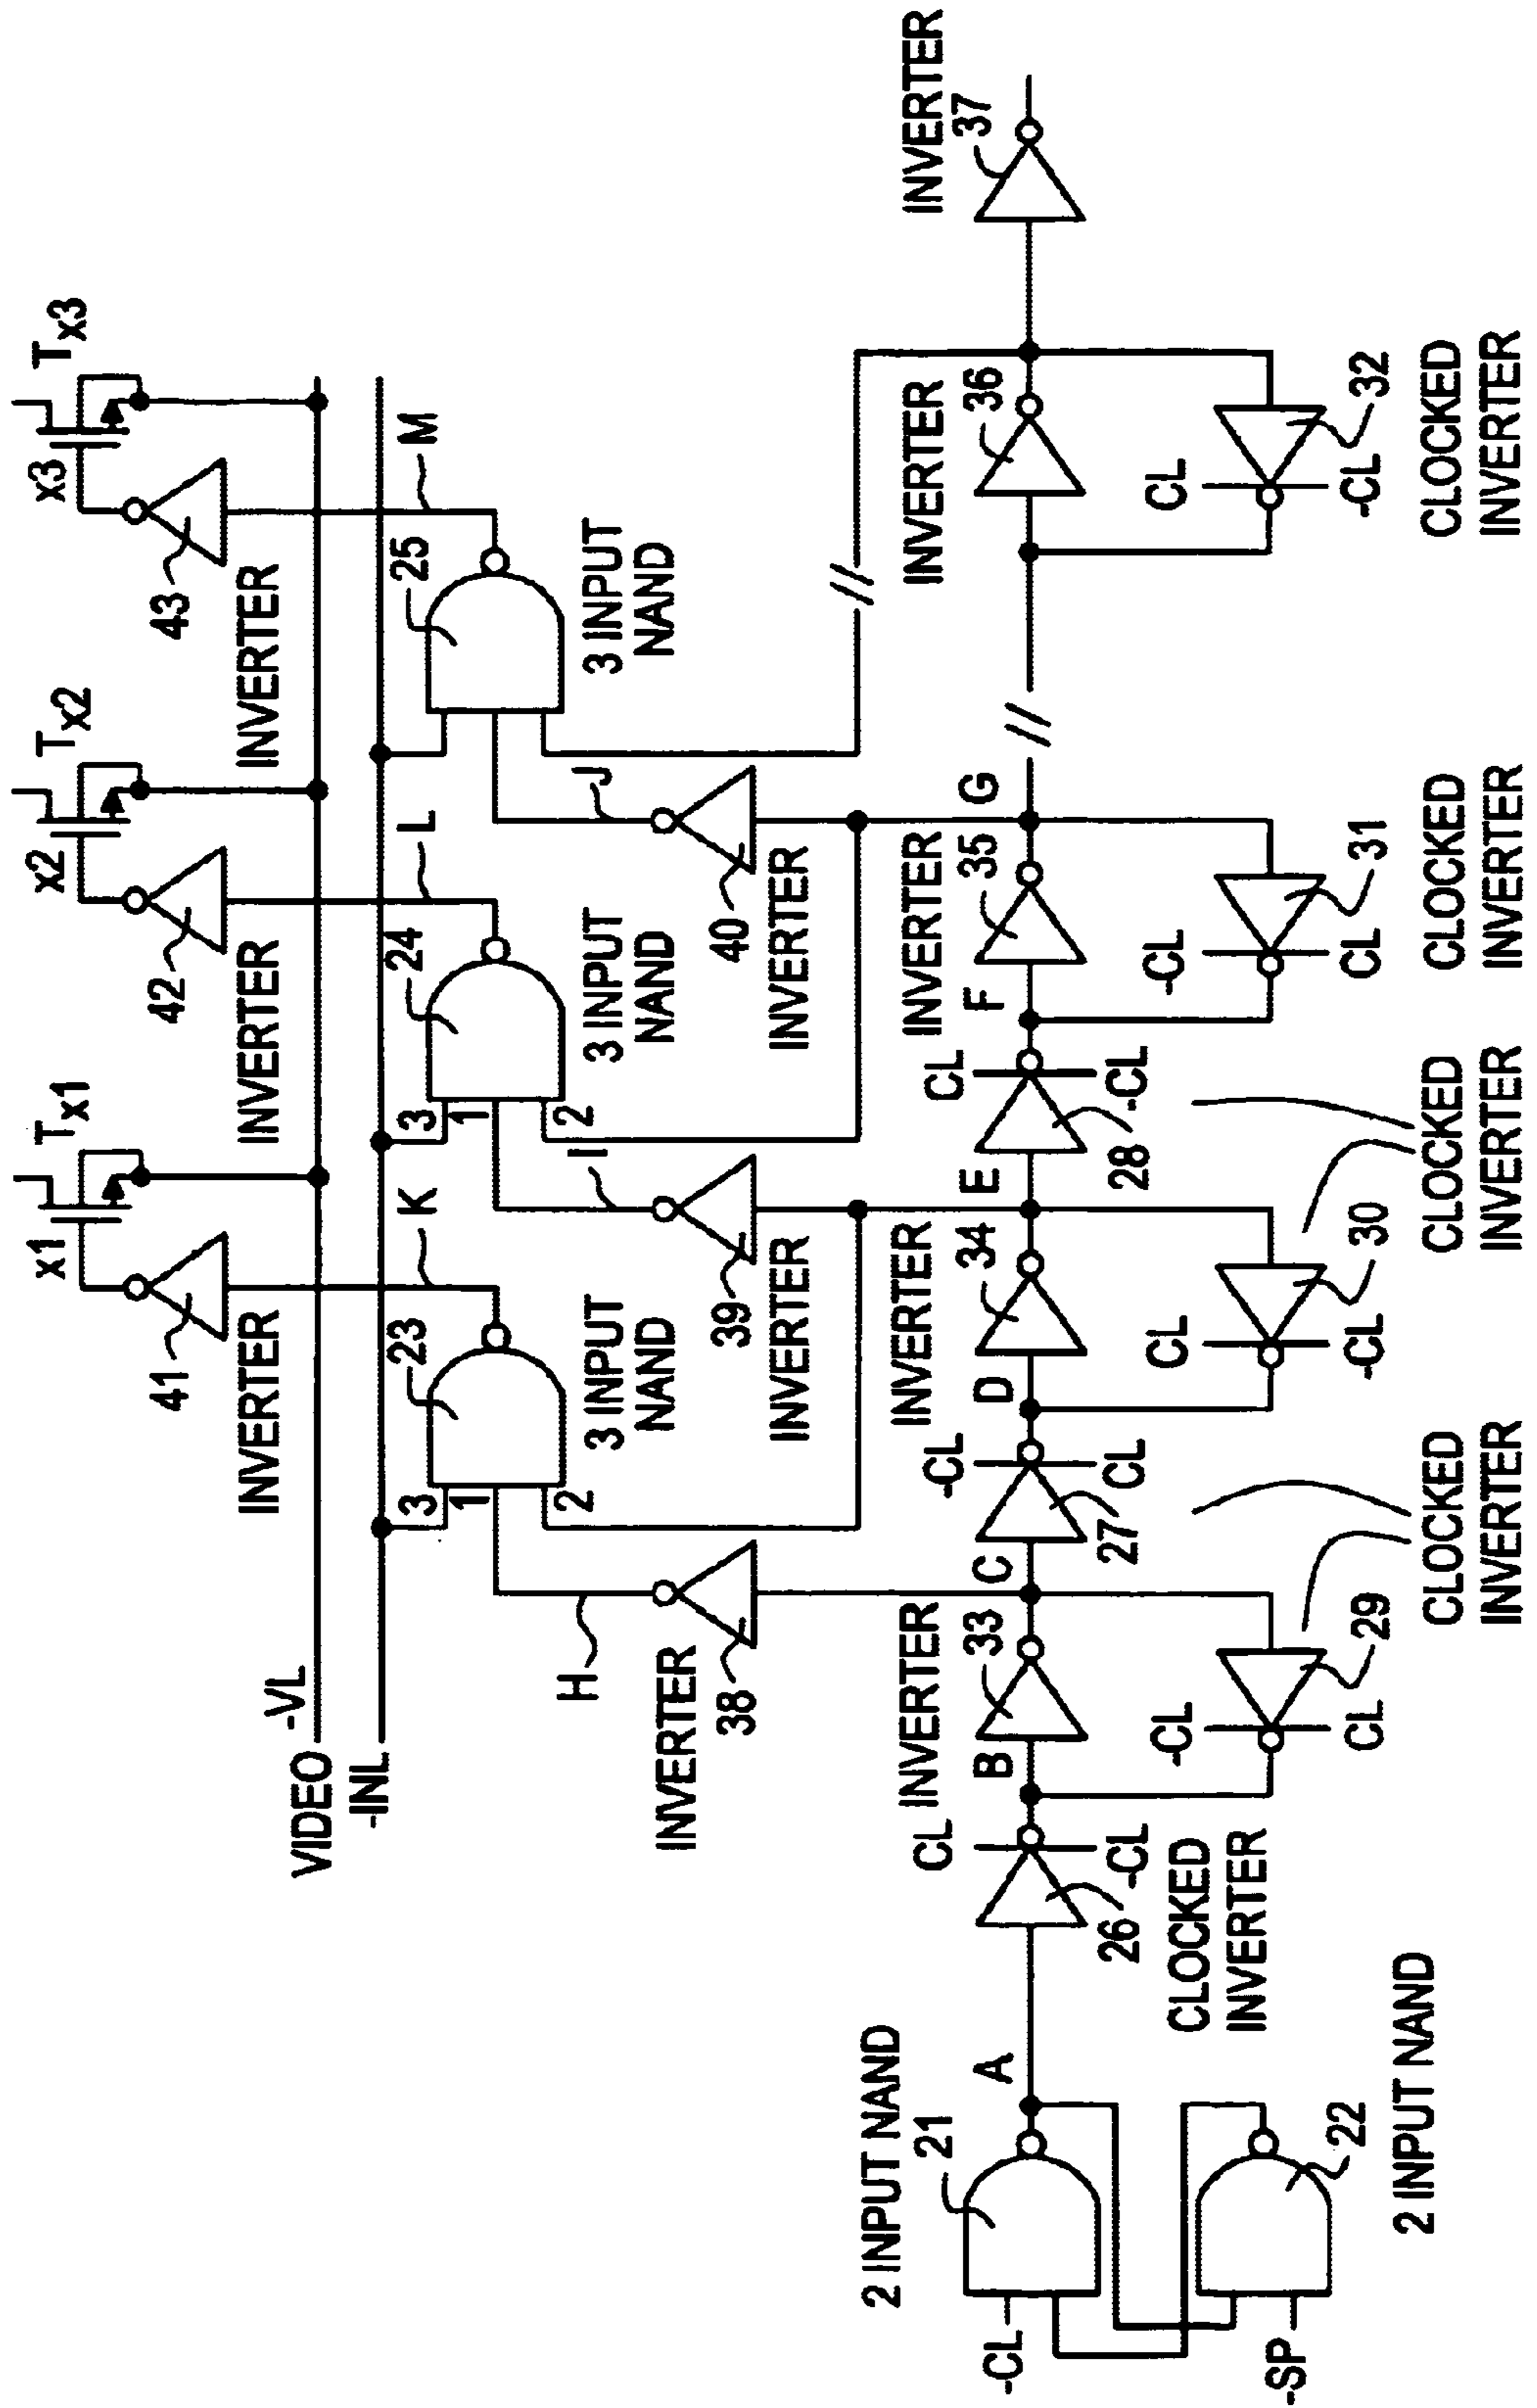 x1
Tx1
x2
Tx2
x3
Tx3
41
42
43
INVERTER
INVERTER
INVERTER
-VL
VIDEO
-INL
K
L
M
23
24
25
3
1
2
3
1
2
3 INPUT
NAND
3 INPUT
NAND
3 INPUT
NAND
H
I
J
INVERTER
38
39
INVERTER
40
INVERTER
2 INPUT NAND
21
-CL
A
CL
26
-CL
CLOCKED
INVERTER
B
INVERTER
33
C
-CL
27
CL
D
INVERTER
34
E
CL
28
-CL
F
INVERTER
35
G
INVERTER
36
INVERTER
37
-SP
22
2 INPUT NAND
-CL
29
CL
CL
30
-CL
-CL
31
CL
CL
32
-CL
CLOCKED
INVERTER
CLOCKED
INVERTER
CLOCKED
INVERTER
CLOCKED
INVERTER